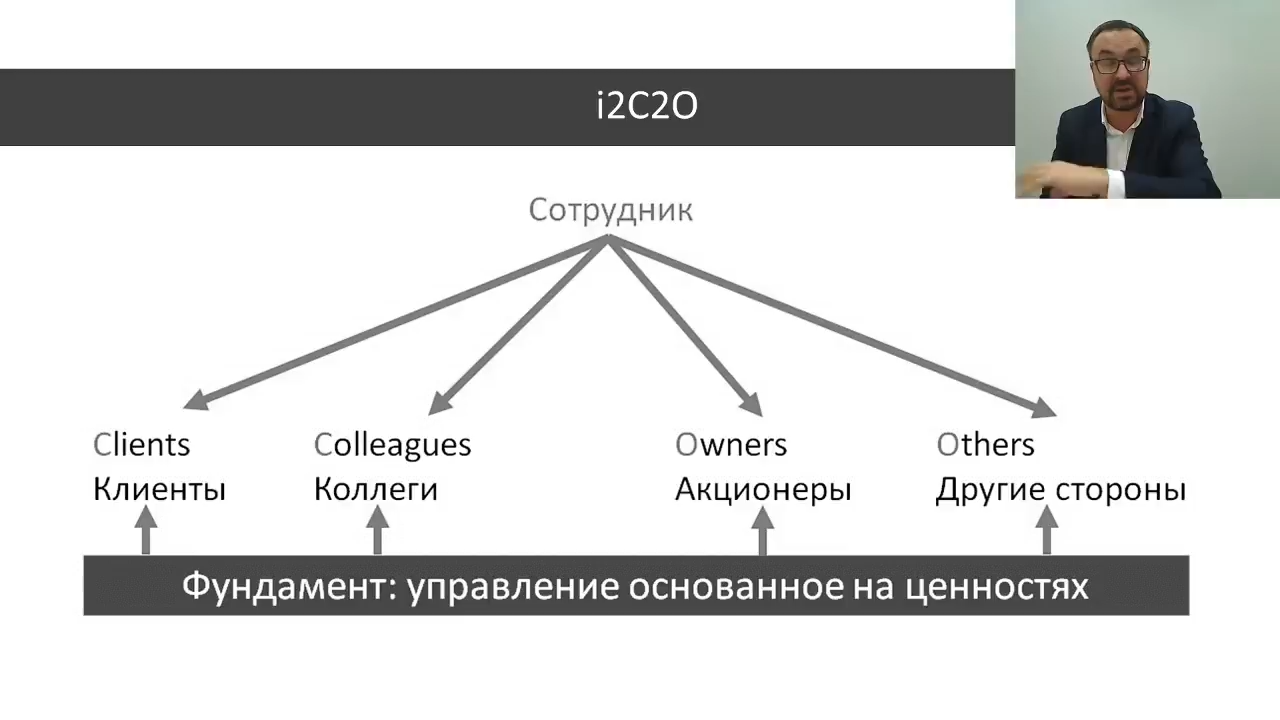 i2C2O
Сотрудник
Clients
Клиенты
Colleagues
Коллеги
Owners
Акционеры
Others
Другие стороны
Фундамент: управление основанное на ценностях